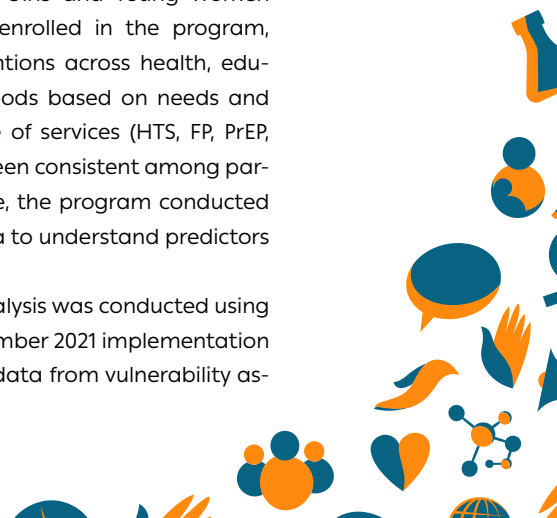 enrolled in the program,
ntions across health, edu-
ods based on needs and
of services (HTS, FP, PrEP,
een consistent among par-
e, the program conducted
a to understand predictors
alysis was conducted using
mber 2021 implementation
data from vulnerability as-